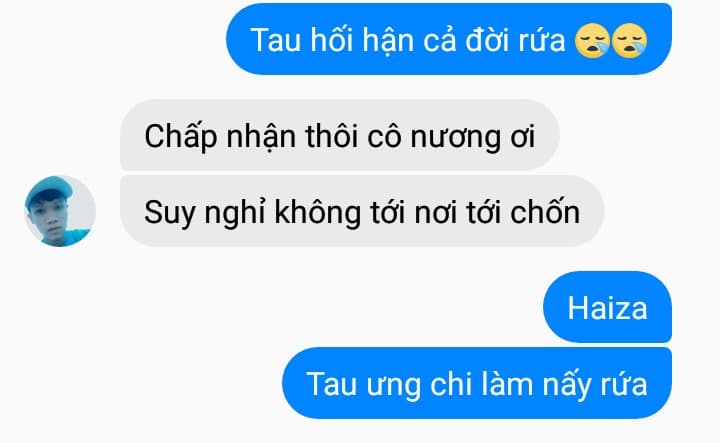 Tau hối hận cả đời rứa 😪😪
Chấp nhận thôi cô nương ơi
Suy nghỉ không tới nơi tới chốn
Haiza
Tau ưng chi làm nấy rứa